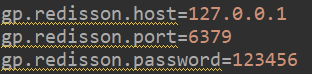 gp.redisson.host=127.0.0.1
gp.redisson.port=6379
gp.redisson.password=123456